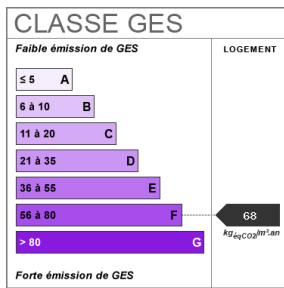 CLASSE GES
Faible émission de GES
LOGEMENT
≤ 5 A
6 à 10 B
11 à 20 C
21 à 35 D
36 à 55 E
56 à 80 F
68
kgéqCO2/m².an
> 80 G
Forte émission de GES